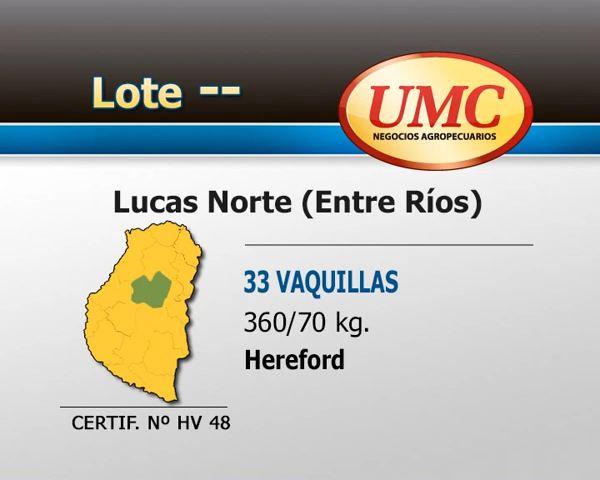 Lote --
UMC
NEGOCIOS AGROPECUARIOS
Lucas Norte (Entre Ríos)
33 VAQUILLAS
360/70 kg.
Hereford
CERTIF. Nº HV 48